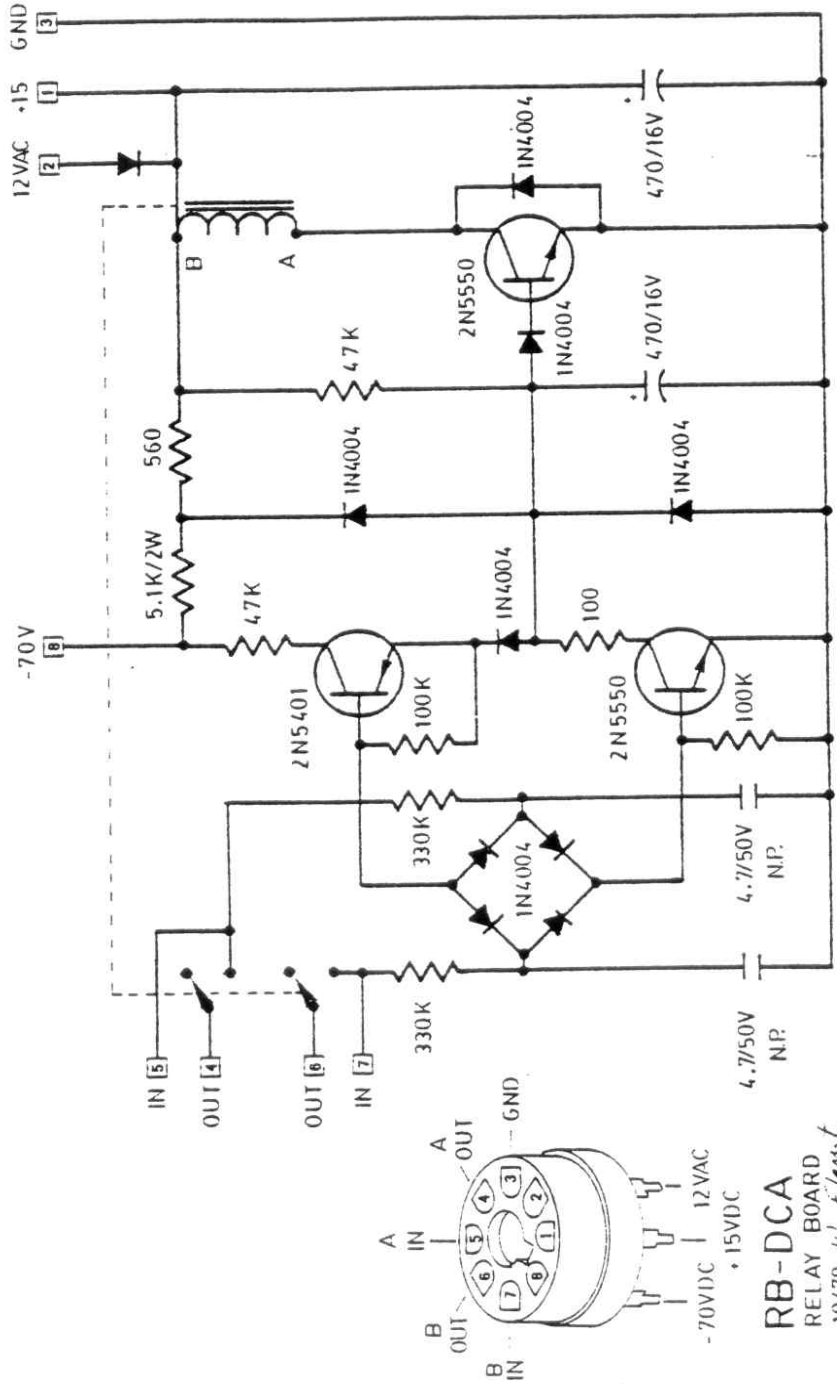 -70V 8
12VAC 2
+15 1
GND 3
5.1K/2W
560
B
A
IN 5
OUT 4
OUT 6
IN 7
47K
2N5401
100K
330K
330K
1N4004
1N4004
1N4004
47K
2N5550
1N4004
1N4004
100
2N5550
100K
1N4004
470/16V
470/16V
4.7/50V
N.P.
4.7/50V
N.P.
A
IN
A
OUT
B
OUT
B
IN
GND
1
2
3
4
5
6
7
8
-70VDC
+15VDC
12VAC
RB-DCA
RELAY BOARD